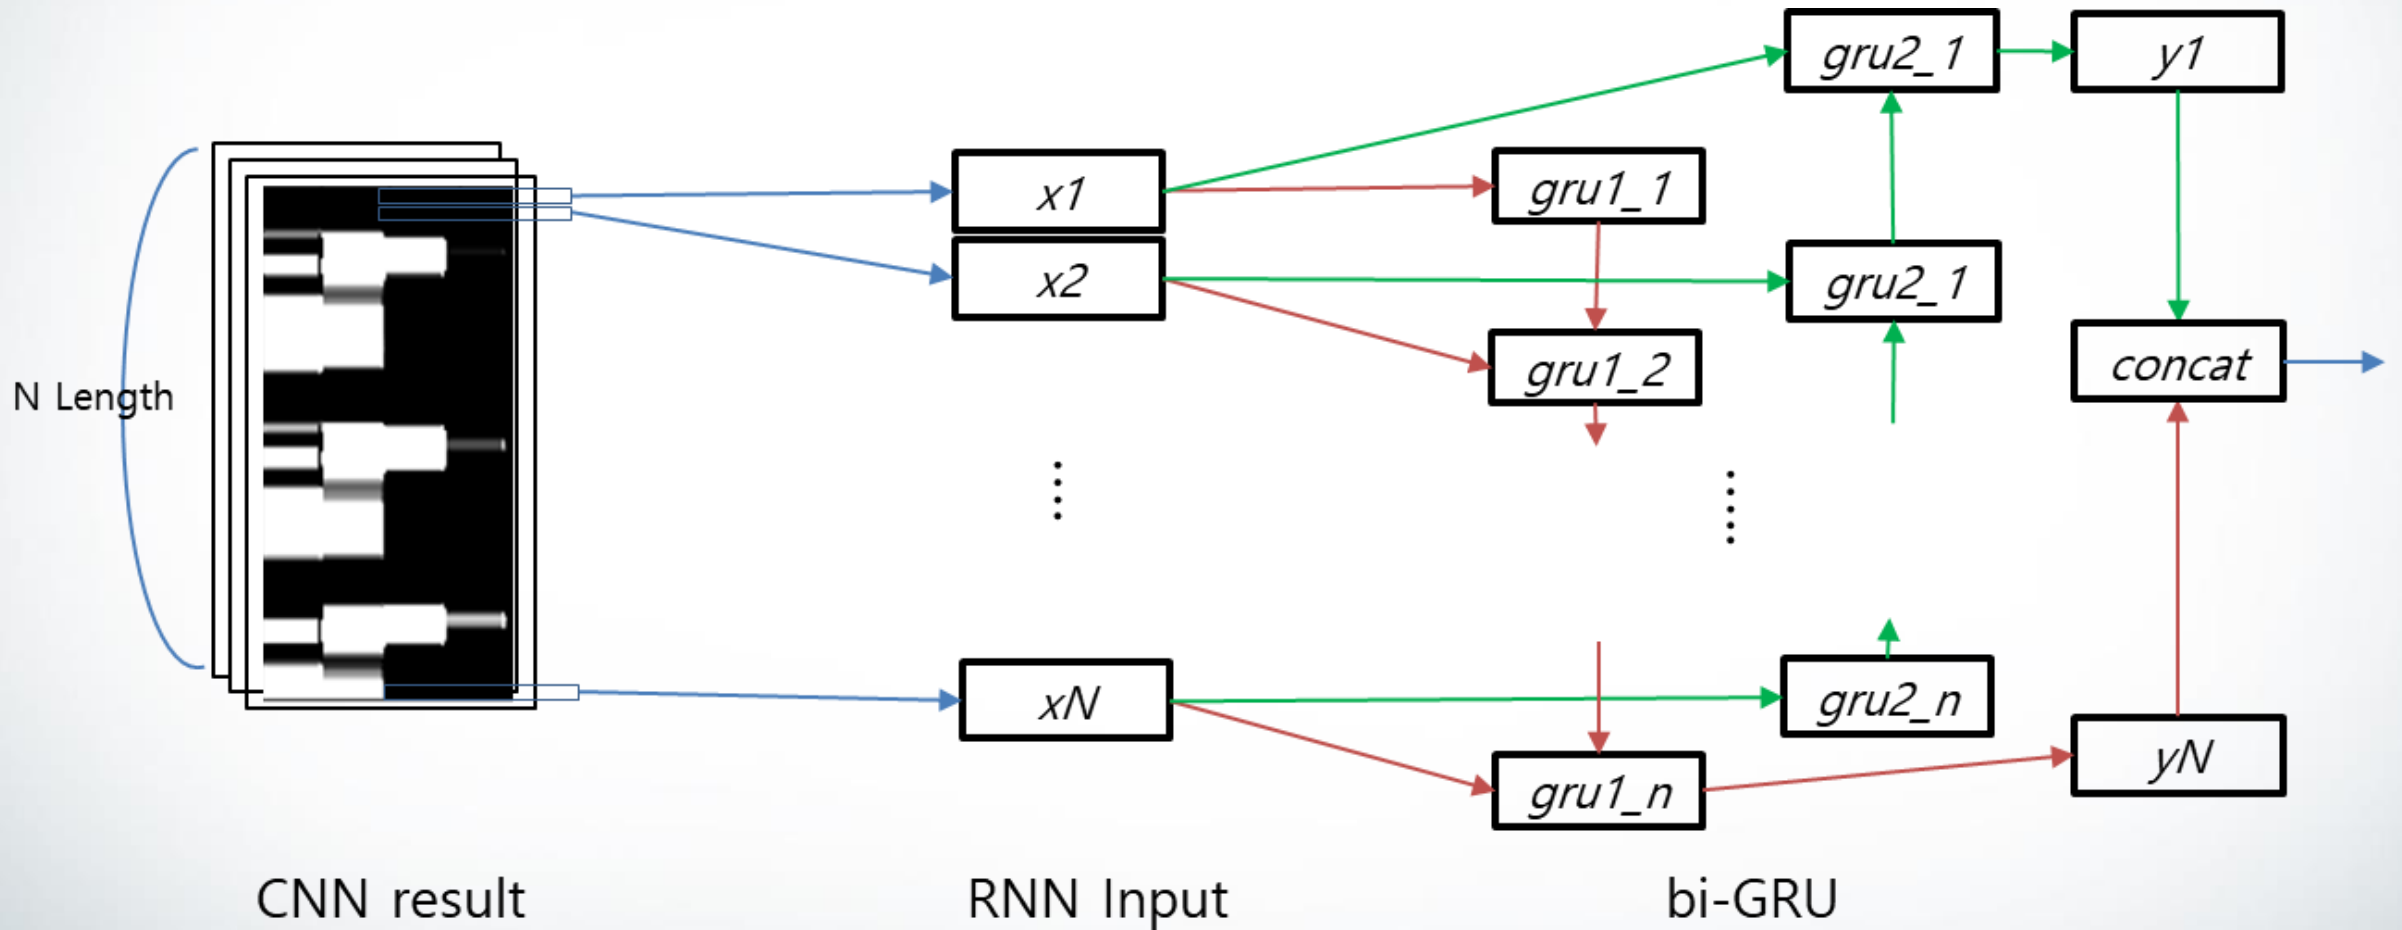 gru2_1
y1
x1
gru1_1
x2
gru2_1
gru1_2
concat
N Length
xN
gru2_n
yN
gru1_n
CNN result
RNN Input
bi-GRU